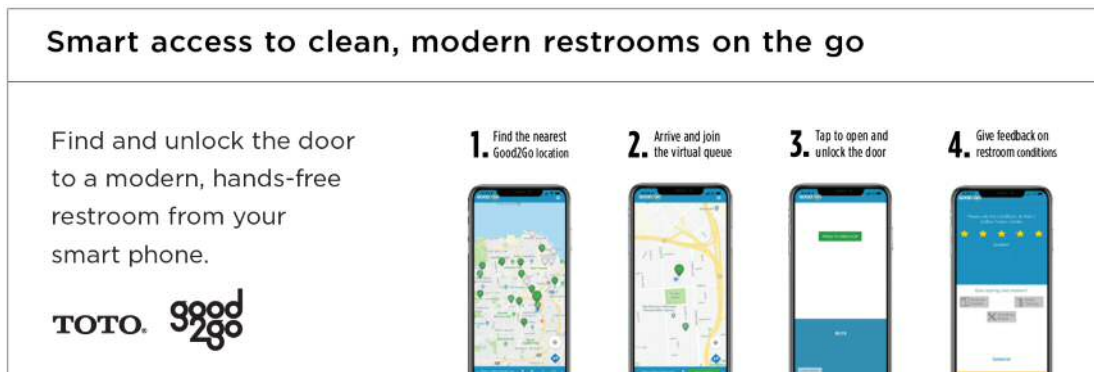 Smart access to clean, modern restrooms on the go
Find and unlock the door
to a modern, hands-free
restroom from your
smart phone.
TOTO.
good
2go
1. Find the nearest
Good2Go location
2. Arrive and join
the virtual queue
3. Tap to open and
unlock the door
4. Give feedback on
restroom conditions